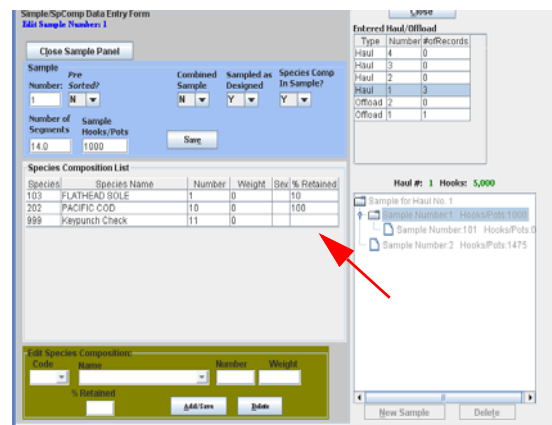 Simple/SpComp Data Entry Form
Edit Sample Number: 1
Close Sample Panel
Sample Number:
Pre Sorted?
Combined Sample
Sampled as Designed
Species Comp In Sample?
1 N N Y Y
Number of Segments
Sample Hooks/Pots
14.0 1000
Save
Species Composition List
Species Species Name Number Weight Sex % Retained
103 FLATHEAD SOLE 1 0 10
202 PACIFIC COD 10 0 100
999 Keypunch Check 11 0
Edit Species Composition:
Code Name Number Weight
% Retained
Add/Save Delete
Close
Entered Haul/Offload
Type Number #ofRecords
Haul 4 0
Haul 3 0
Haul 2 0
Haul 1 3
Offload 2 0
Offload 1 1
Haul #: 1 Hooks: 5,000
Sample for Haul No. 1
Sample Number:1 Hooks/Pots:1000
Sample Number:101 Hooks/Pots:0
Sample Number:2 Hooks/Pots:1475
New Sample Delete